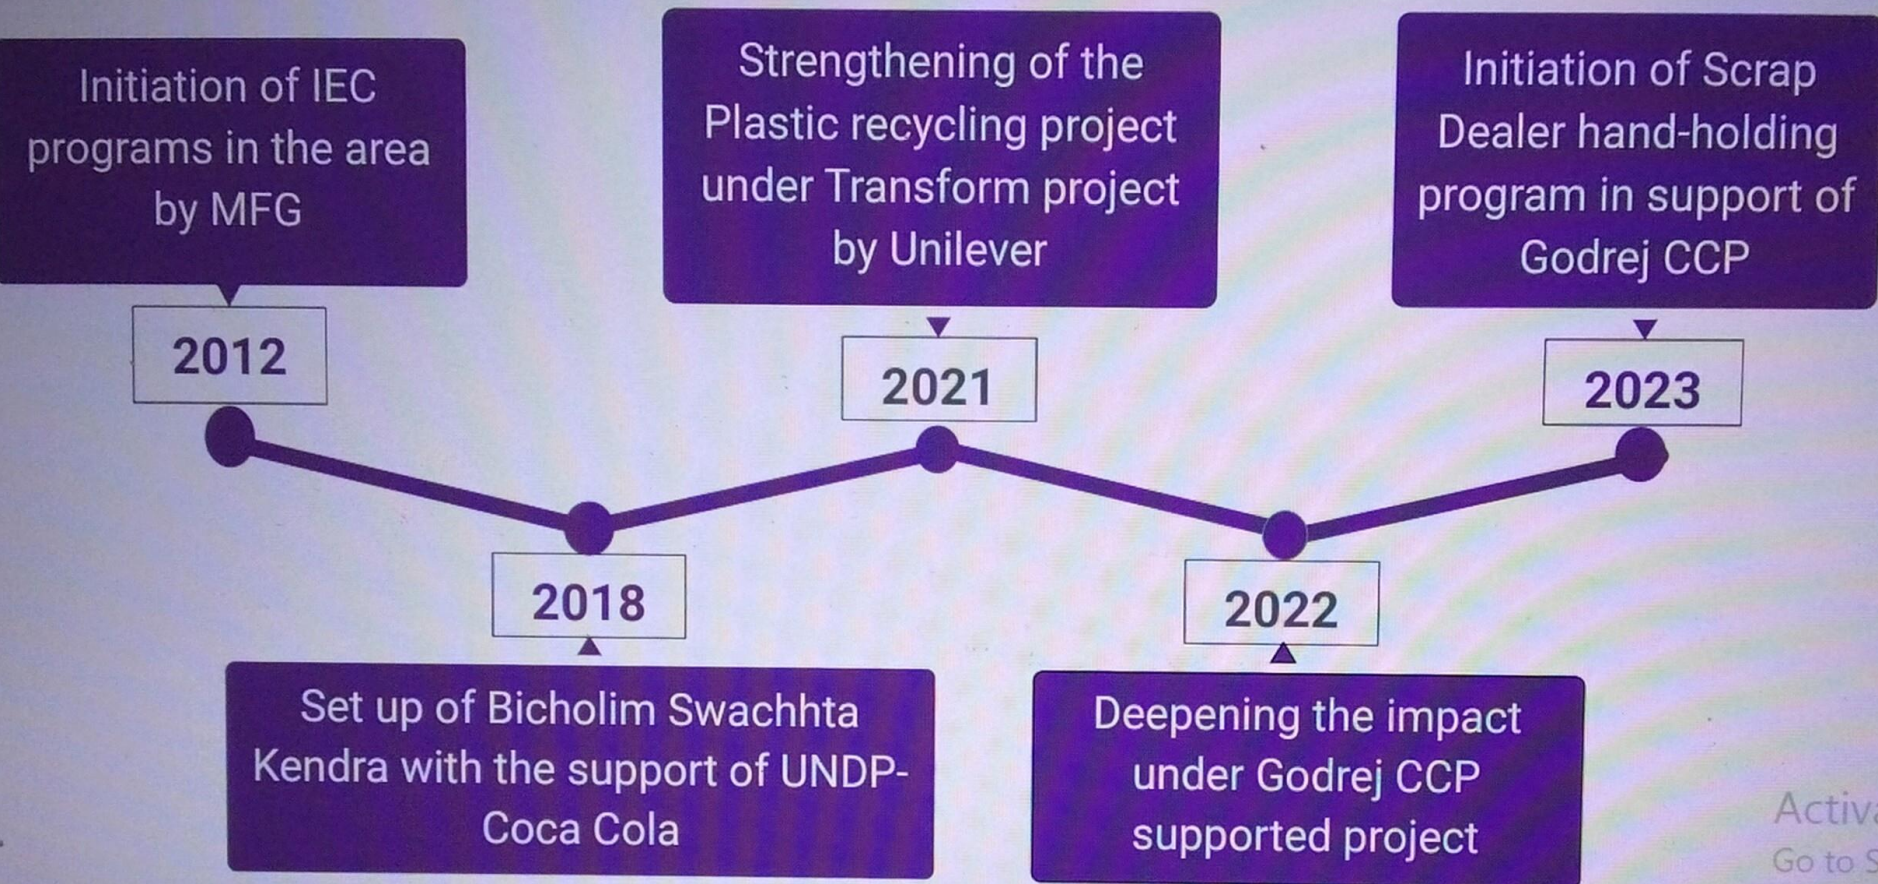 Initiation of IEC
programs in the area
by MFG
2012
Set up of Bicholim Swachhta
Kendra with the support of UNDP-
Coca Cola
2018
Strengthening of the
Plastic recycling project
under Transform project
by Unilever
2021
Deepening the impact
under Godrej CCP
supported project
2022
Initiation of Scrap
Dealer hand-holding
program in support of
Godrej CCP
2023
Go to